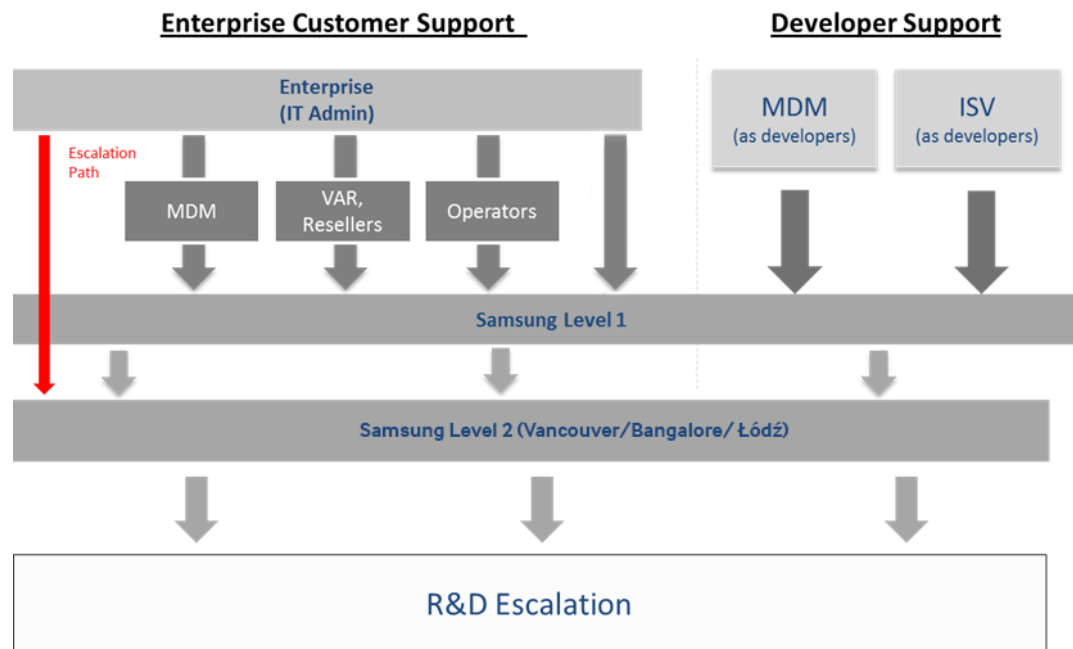 Enterprise Customer Support
Developer Support
Enterprise
(IT Admin)
MDM
(as developers)
ISV
(as developers)
Escalation
Path
MDM
VAR,
Resellers
Operators
Samsung Level 1
Samsung Level 2 (Vancouver/Bangalore/ Łódź)
R&D Escalation